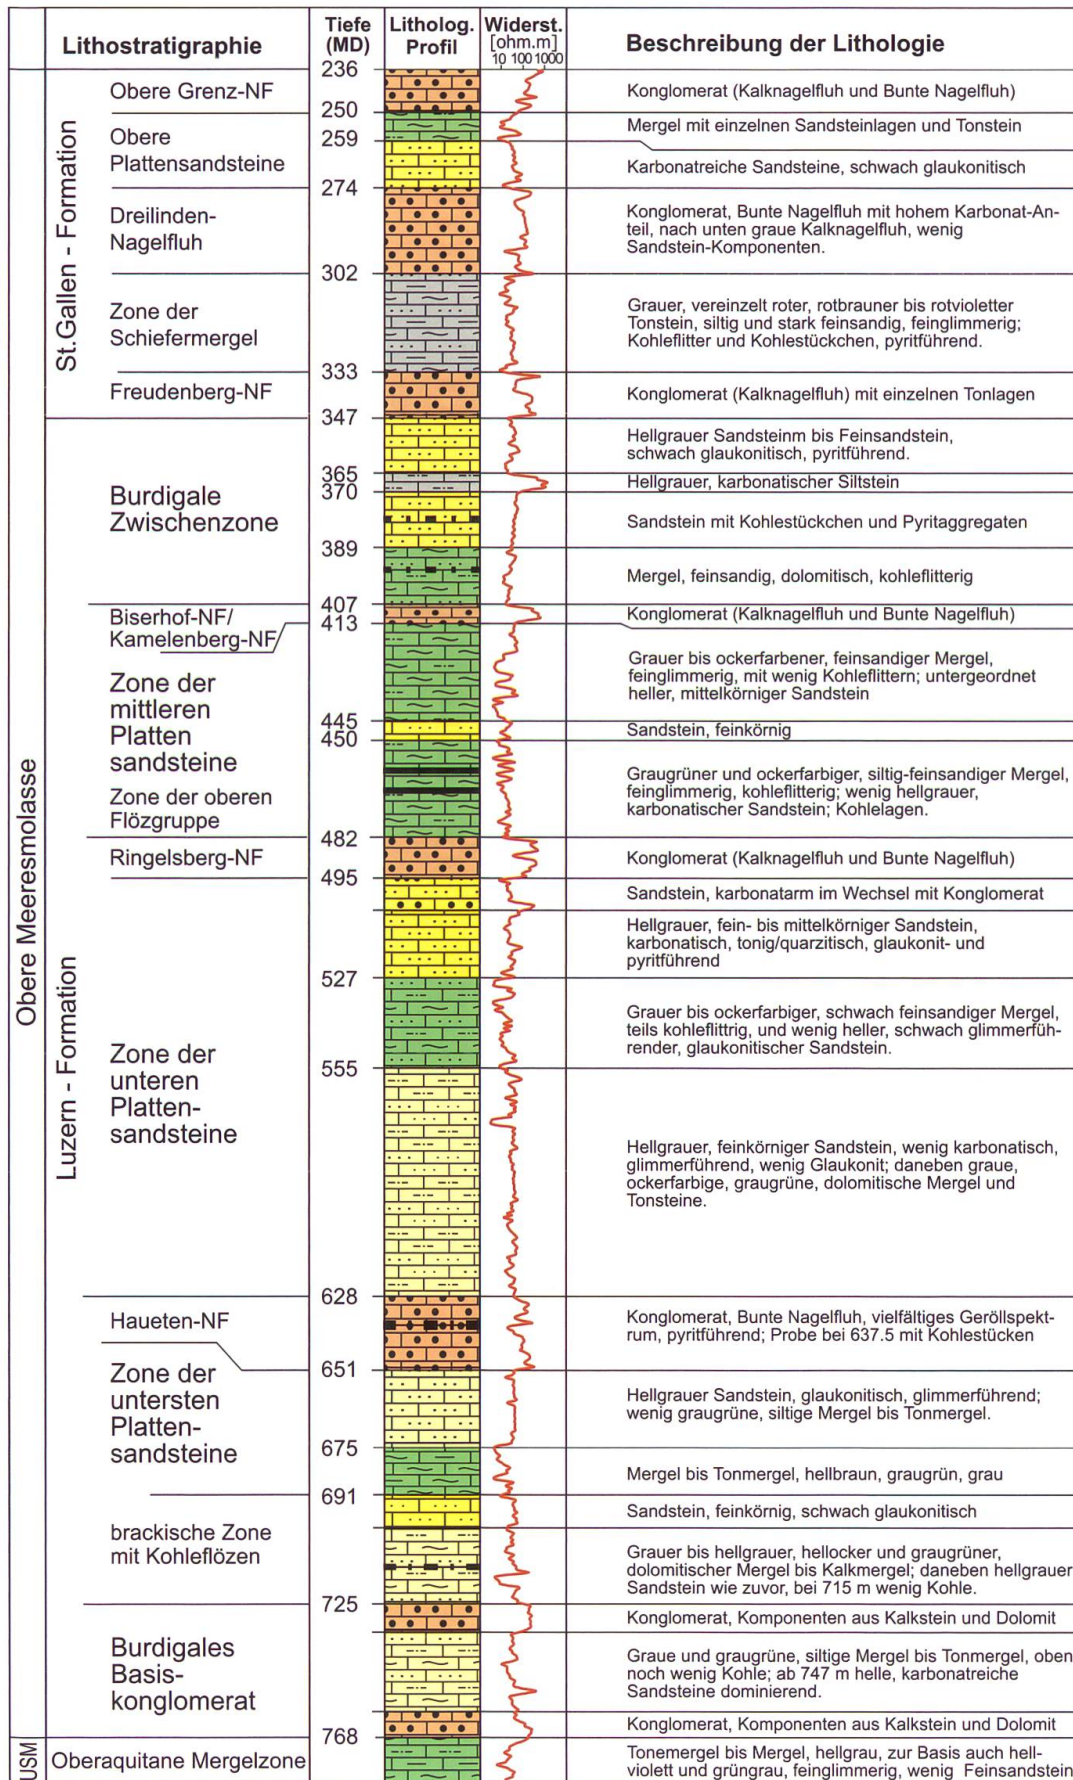 Lithostratigraphie
Tiefe
(MD)
Litholog.
Profil
Widerst.
[ohm.m]
10 100 1000
Beschreibung der Lithologie
Obere Meeresmolasse
USM
St.Gallen - Formation
Luzern - Formation
236
Obere Grenz-NF
Konglomerat (Kalknagelfluh und Bunte Nagelfluh)
250
Obere
Plattensandsteine
Mergel mit einzelnen Sandsteinlagen und Tonstein
259
Karbonatreiche Sandsteine, schwach glaukonitisch
274
Dreilinden-
Nagelfluh
Konglomerat, Bunte Nagelfluh mit hohem Karbonat-An-
teil, nach unten graue Kalknagelfluh, wenig
Sandstein-Komponenten.
302
Zone der
Schiefermergel
Grauer, vereinzelt roter, rotbrauner bis rotvioletter
Tonstein, siltig und stark feinsandig, feinglimmerig;
Kohleflitter und Kohlestückchen, pyritführend.
333
Freudenberg-NF
Konglomerat (Kalknagelfluh) mit einzelnen Tonlagen
347
Burdigale
Zwischenzone
Hellgrauer Sandsteinm bis Feinsandstein,
schwach glaukonitisch, pyritführend.
365
Hellgrauer, karbonatischer Siltstein
370
Sandstein mit Kohlestückchen und Pyritaggregaten
389
Mergel, feinsandig, dolomitisch, kohleflitterig
407
Biserhof-NF/
Kamelenberg-NF
Konglomerat (Kalknagelfluh und Bunte Nagelfluh)
413
Zone der
mittleren
Platten
sandsteine
Grauer bis ockerfarbener, feinsandiger Mergel,
feinglimmerig, mit wenig Kohleflittern; untergeordnet
heller, mittelkörniger Sandstein
445
Sandstein, feinkörnig
450
Zone der oberen
Flözgruppe
Graugrüner und ockerfarbiger, siltig-feinsandiger Mergel,
feinglimmerig, kohleflitterig; wenig hellgrauer,
karbonatischer Sandstein; Kohlelagen.
482
Ringelsberg-NF
Konglomerat (Kalknagelfluh und Bunte Nagelfluh)
495
Sandstein, karbonatarm im Wechsel mit Konglomerat
Hellgrauer, fein- bis mittelkörniger Sandstein,
karbonatisch, tonig/quarzitisch, glaukonit- und
pyritführend
527
Zone der
unteren
Platten-
sandsteine
Grauer bis ockerfarbiger, schwach feinsandiger Mergel,
teils kohleflittrig, und wenig heller, schwach glimmerfüh-
render, glaukonitischer Sandstein.
555
Hellgrauer, feinkörniger Sandstein, wenig karbonatisch,
glimmerführend, wenig Glaukonit; daneben graue,
ockerfarbige, graugrüne, dolomitische Mergel und
Tonsteine.
628
Haueten-NF
Konglomerat, Bunte Nagelfluh, vielfältiges Geröllspekt-
rum, pyritführend; Probe bei 637.5 mit Kohlestücken
651
Zone der
untersten
Platten-
sandsteine
Hellgrauer Sandstein, glaukonitisch, glimmerführend;
wenig graugrüne, siltige Mergel bis Tonmergel.
675
Mergel bis Tonmergel, hellbraun, graugrün, grau
691
brackische Zone
mit Kohleflözen
Sandstein, feinkörnig, schwach glaukonitisch
Grauer bis hellgrauer, hellocker und graugrüner,
dolomitischer Mergel bis Kalkmergel; daneben hellgrauer
Sandstein wie zuvor, bei 715 m wenig Kohle.
725
Burdigales
Basis-
konglomerat
Konglomerat, Komponenten aus Kalkstein und Dolomit
Graue und graugrüne, siltige Mergel bis Tonmergel, oben
noch wenig Kohle; ab 747 m helle, karbonatreiche
Sandsteine dominierend.
Konglomerat, Komponenten aus Kalkstein und Dolomit
768
Oberaquitane Mergelzone
Tonemergel bis Mergel, hellgrau, zur Basis auch hell-
violett und grüngrau, feinglimmerig, wenig Feinsandstein